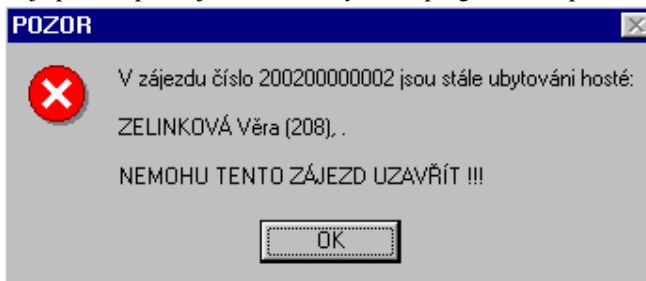 POZOR
V zájezdu číslo 200200000002 jsou stále ubytováni hosté:
ZELINKOVÁ Věra (208), .
NEMOHU TENTO ZÁJEZD UZAVŘÍT !!!
OK